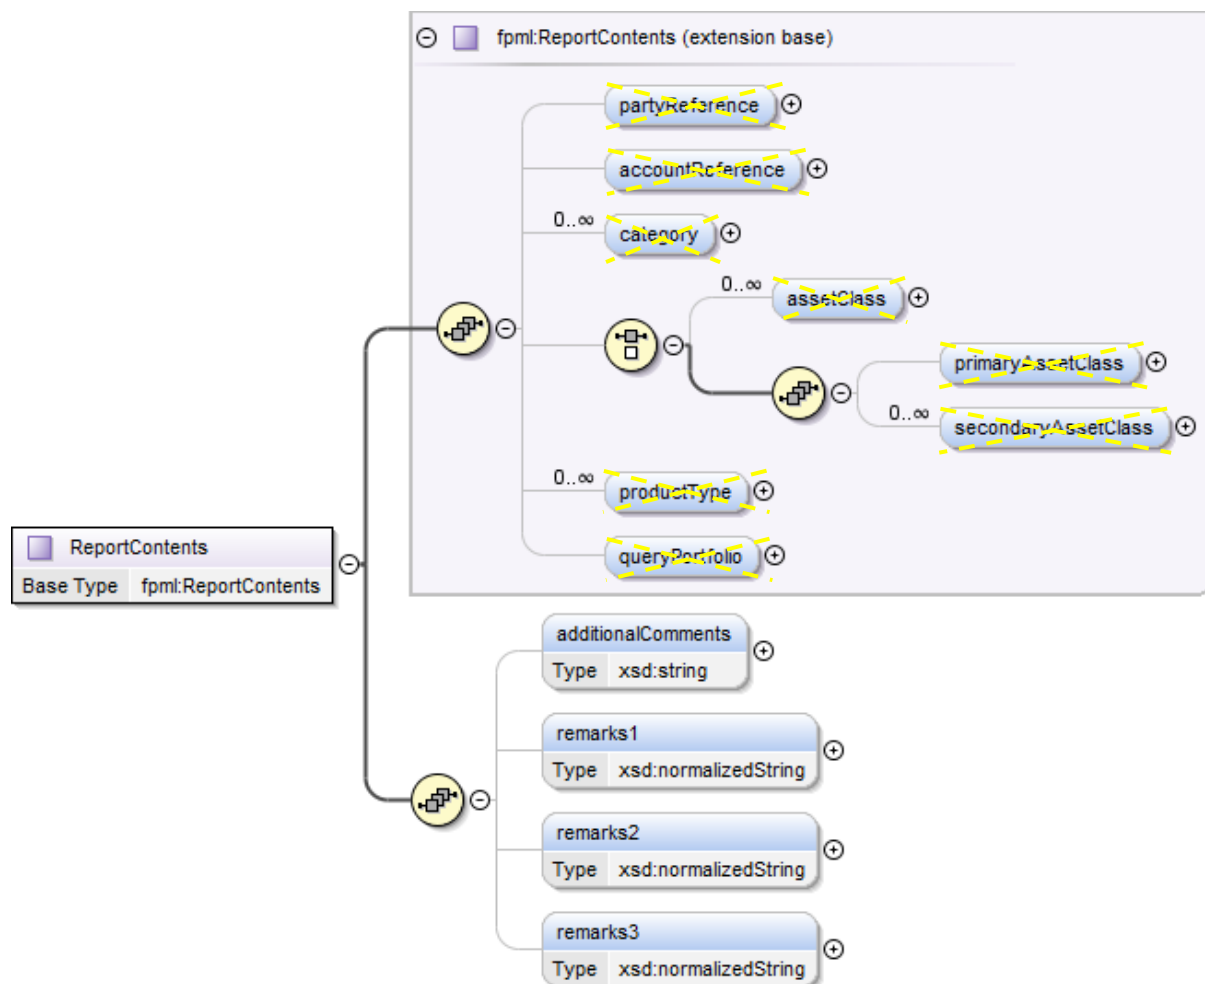 fpml:ReportContents (extension base)
partyReference
accountReference
0..∞
category
0..∞
assetClass
primaryAssetClass
0..∞
secondaryAssetClass
0..∞
productType
queryPortfolio
ReportContents
Base Type fpml:ReportContents
additionalComments
Type xsd:string
remarks1
Type xsd:normalizedString
remarks2
Type xsd:normalizedString
remarks3
Type xsd:normalizedString